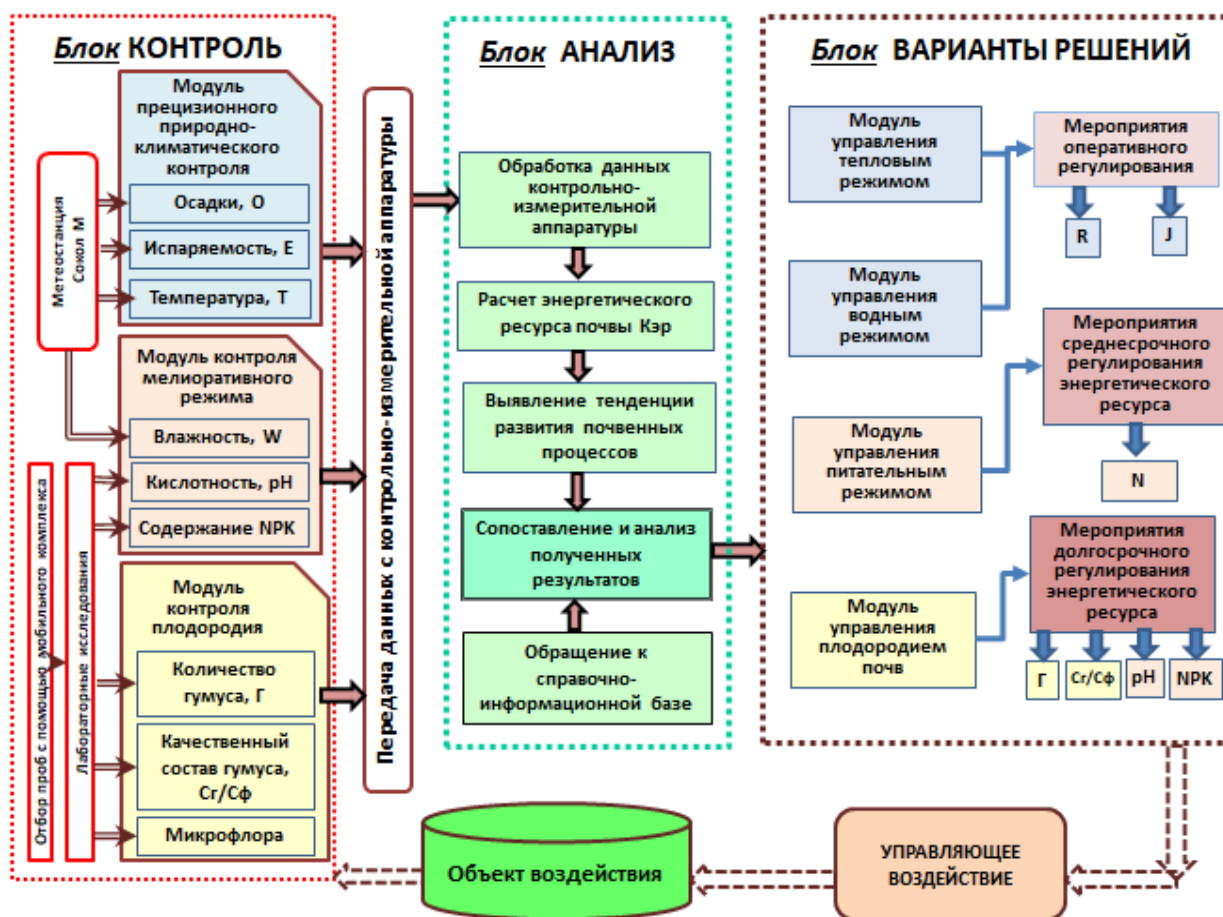 Блок КОНТРОЛЬ
Модуль
прецизионного
природно-
климатического
контроля
Осадки, О
Испаряемость, Е
Температура, Т
Метеостанция
Сокол М
Модуль контроля
мелиоративного
режима
Влажность, W
Кислотность, pH
Содержание NPK
Модуль
контроля
плодородия
Количество
гумуса, Г
Качественный
состав гумуса,
Сг/Сф
Микрофлора
Отбор проб с помощью мобильного комплекса
Лабораторные исследования
Передача данных с контрольно-измерительной аппаратуры
Блок АНАЛИЗ
Обработка данных
контрольно-
измерительной
аппаратуры
Расчет энергетического
ресурса почвы Кэр
Выявление тенденции
развития почвенных
процессов
Сопоставление и анализ
полученных
результатов
Обращение к
справочно-
информационной базе
Блок ВАРИАНТЫ РЕШЕНИЙ
Модуль
управления
тепловым
режимом
Модуль
управления
водным
режимом
Модуль
управления
питательным
режимом
Модуль
управления
плодородием
почв
Мероприятия
оперативного
регулирования
R
J
Мероприятия
среднесрочного
регулирования
энергетического
ресурса
N
Мероприятия
долгосрочного
регулирования
энергетического
ресурса
Г
Сг/Сф
pH
NPK
Объект воздействия
УПРАВЛЯЮЩЕЕ
ВОЗДЕЙСТВИЕ